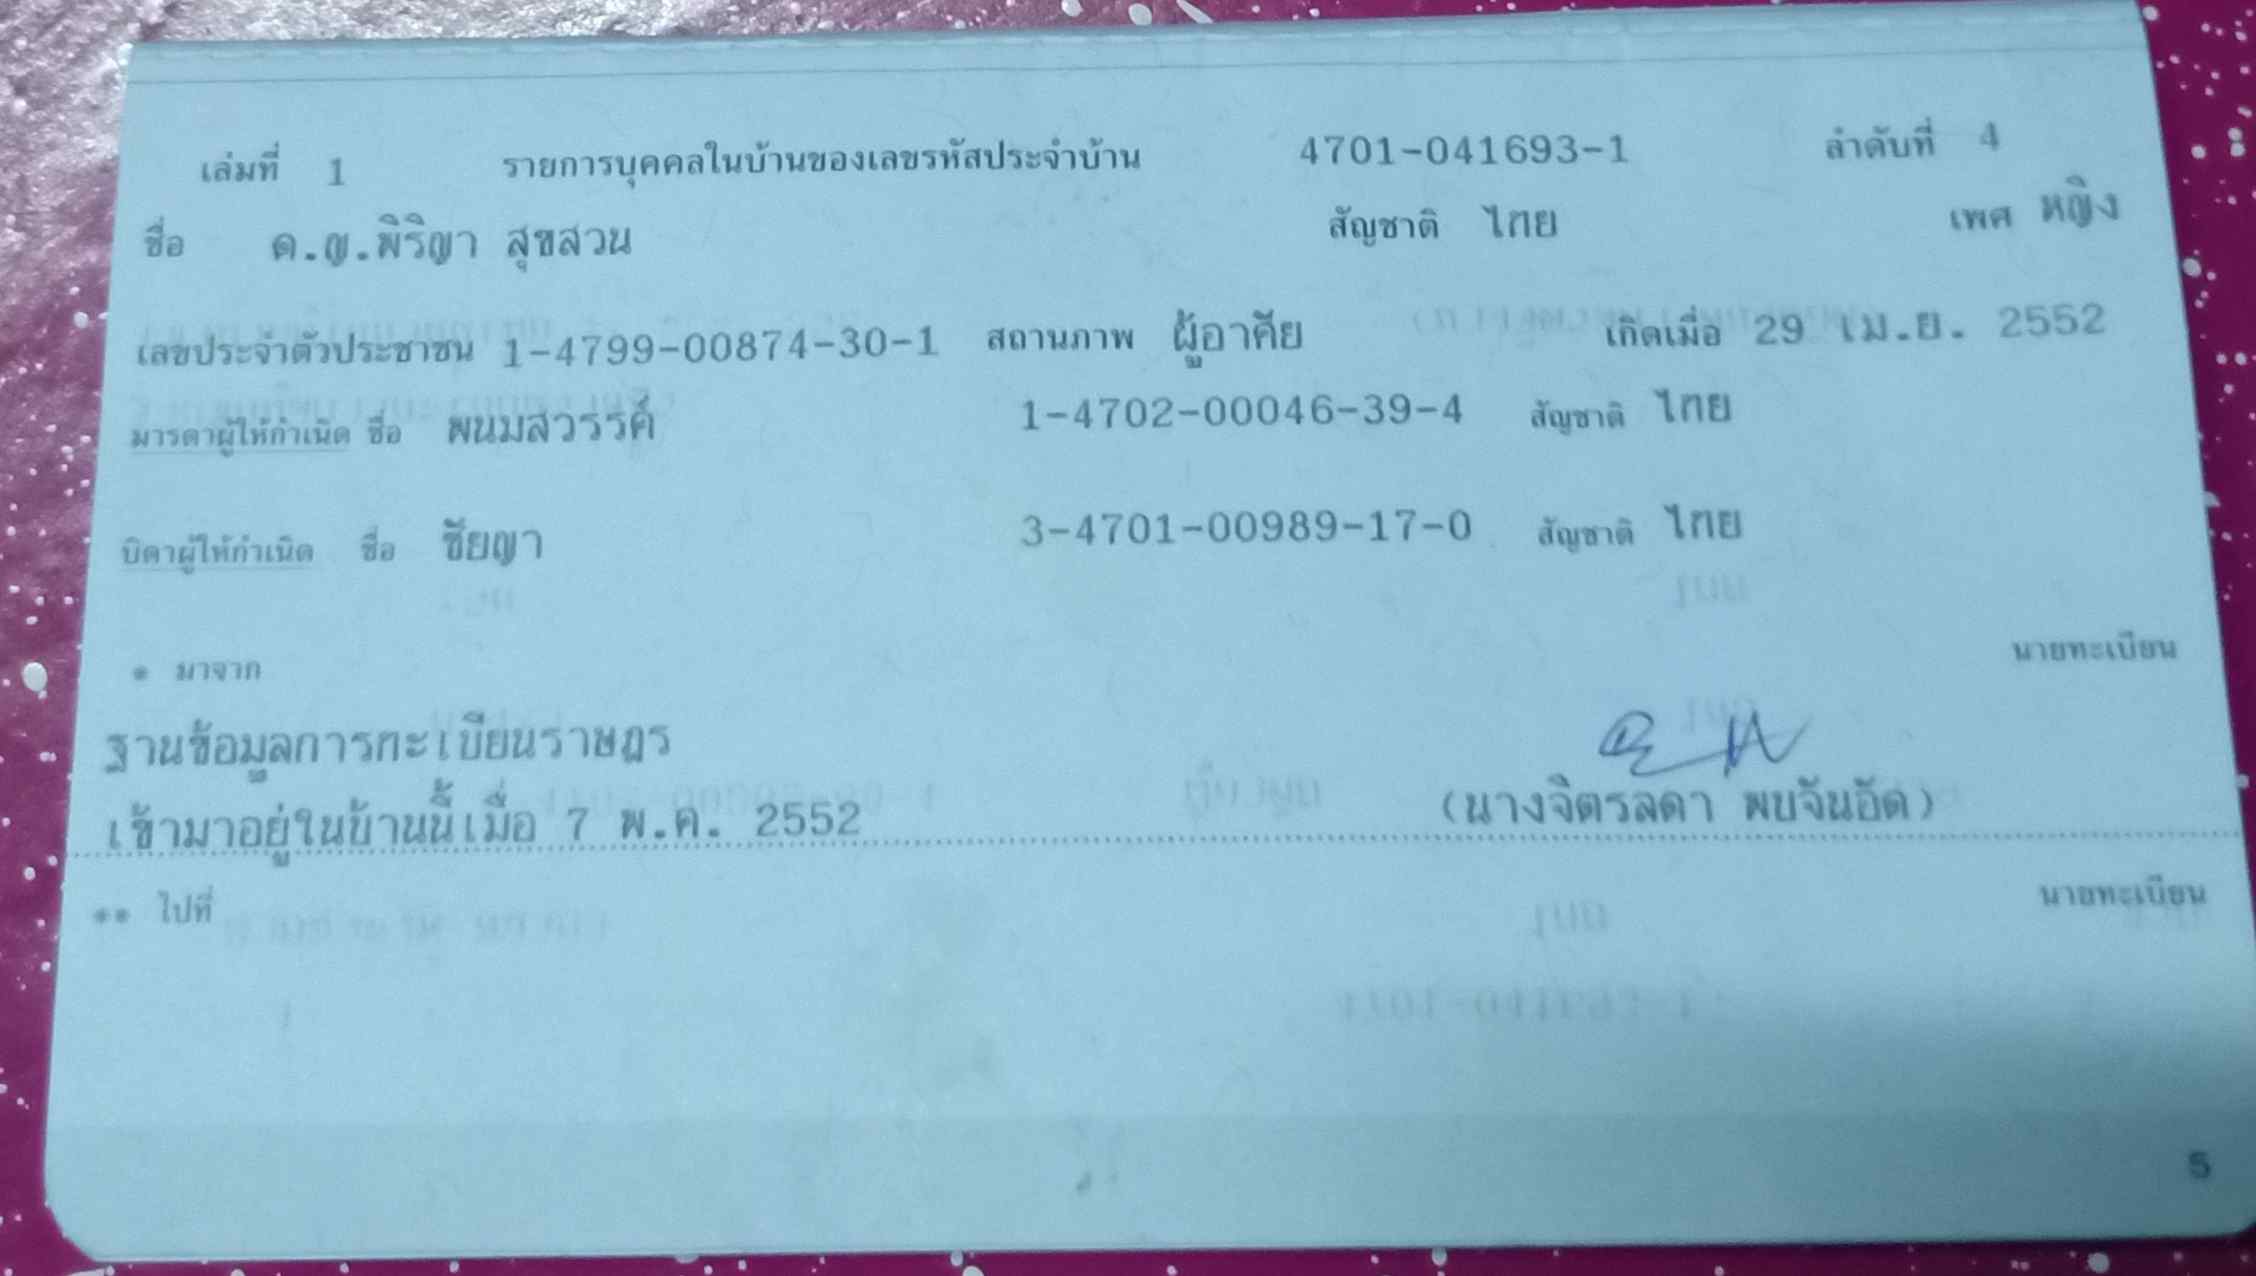 เล่มที่ 1 รายการบุคคลในบ้านของเลขรหัสประจำบ้าน 4701-041693-1 ลำดับที่ 4
ชื่อ ด.ญ.พิริญา สุขสวน สัญชาติ ไทย เพศ หญิง
เลขประจำตัวประชาชน 1-4799-00874-30-1 สถานภาพ ผู้อาศัย เกิดเมื่อ 29 เม.ย. 2552
มารดาผู้ให้กำเนิด ชื่อ พนมสวรรค์ 1-4702-00046-39-4 สัญชาติ ไทย
บิดาผู้ให้กำเนิด ชื่อ ชัยญา 3-4701-00989-17-0 สัญชาติ ไทย
* มาจาก นายทะเบียน
ฐานข้อมูลการทะเบียนราษฎร
เข้ามาอยู่ในบ้านนี้เมื่อ 7 พ.ค. 2552 (นางจิตรลดา พบจันอัด)
** ไปที่ นายทะเบียน
5